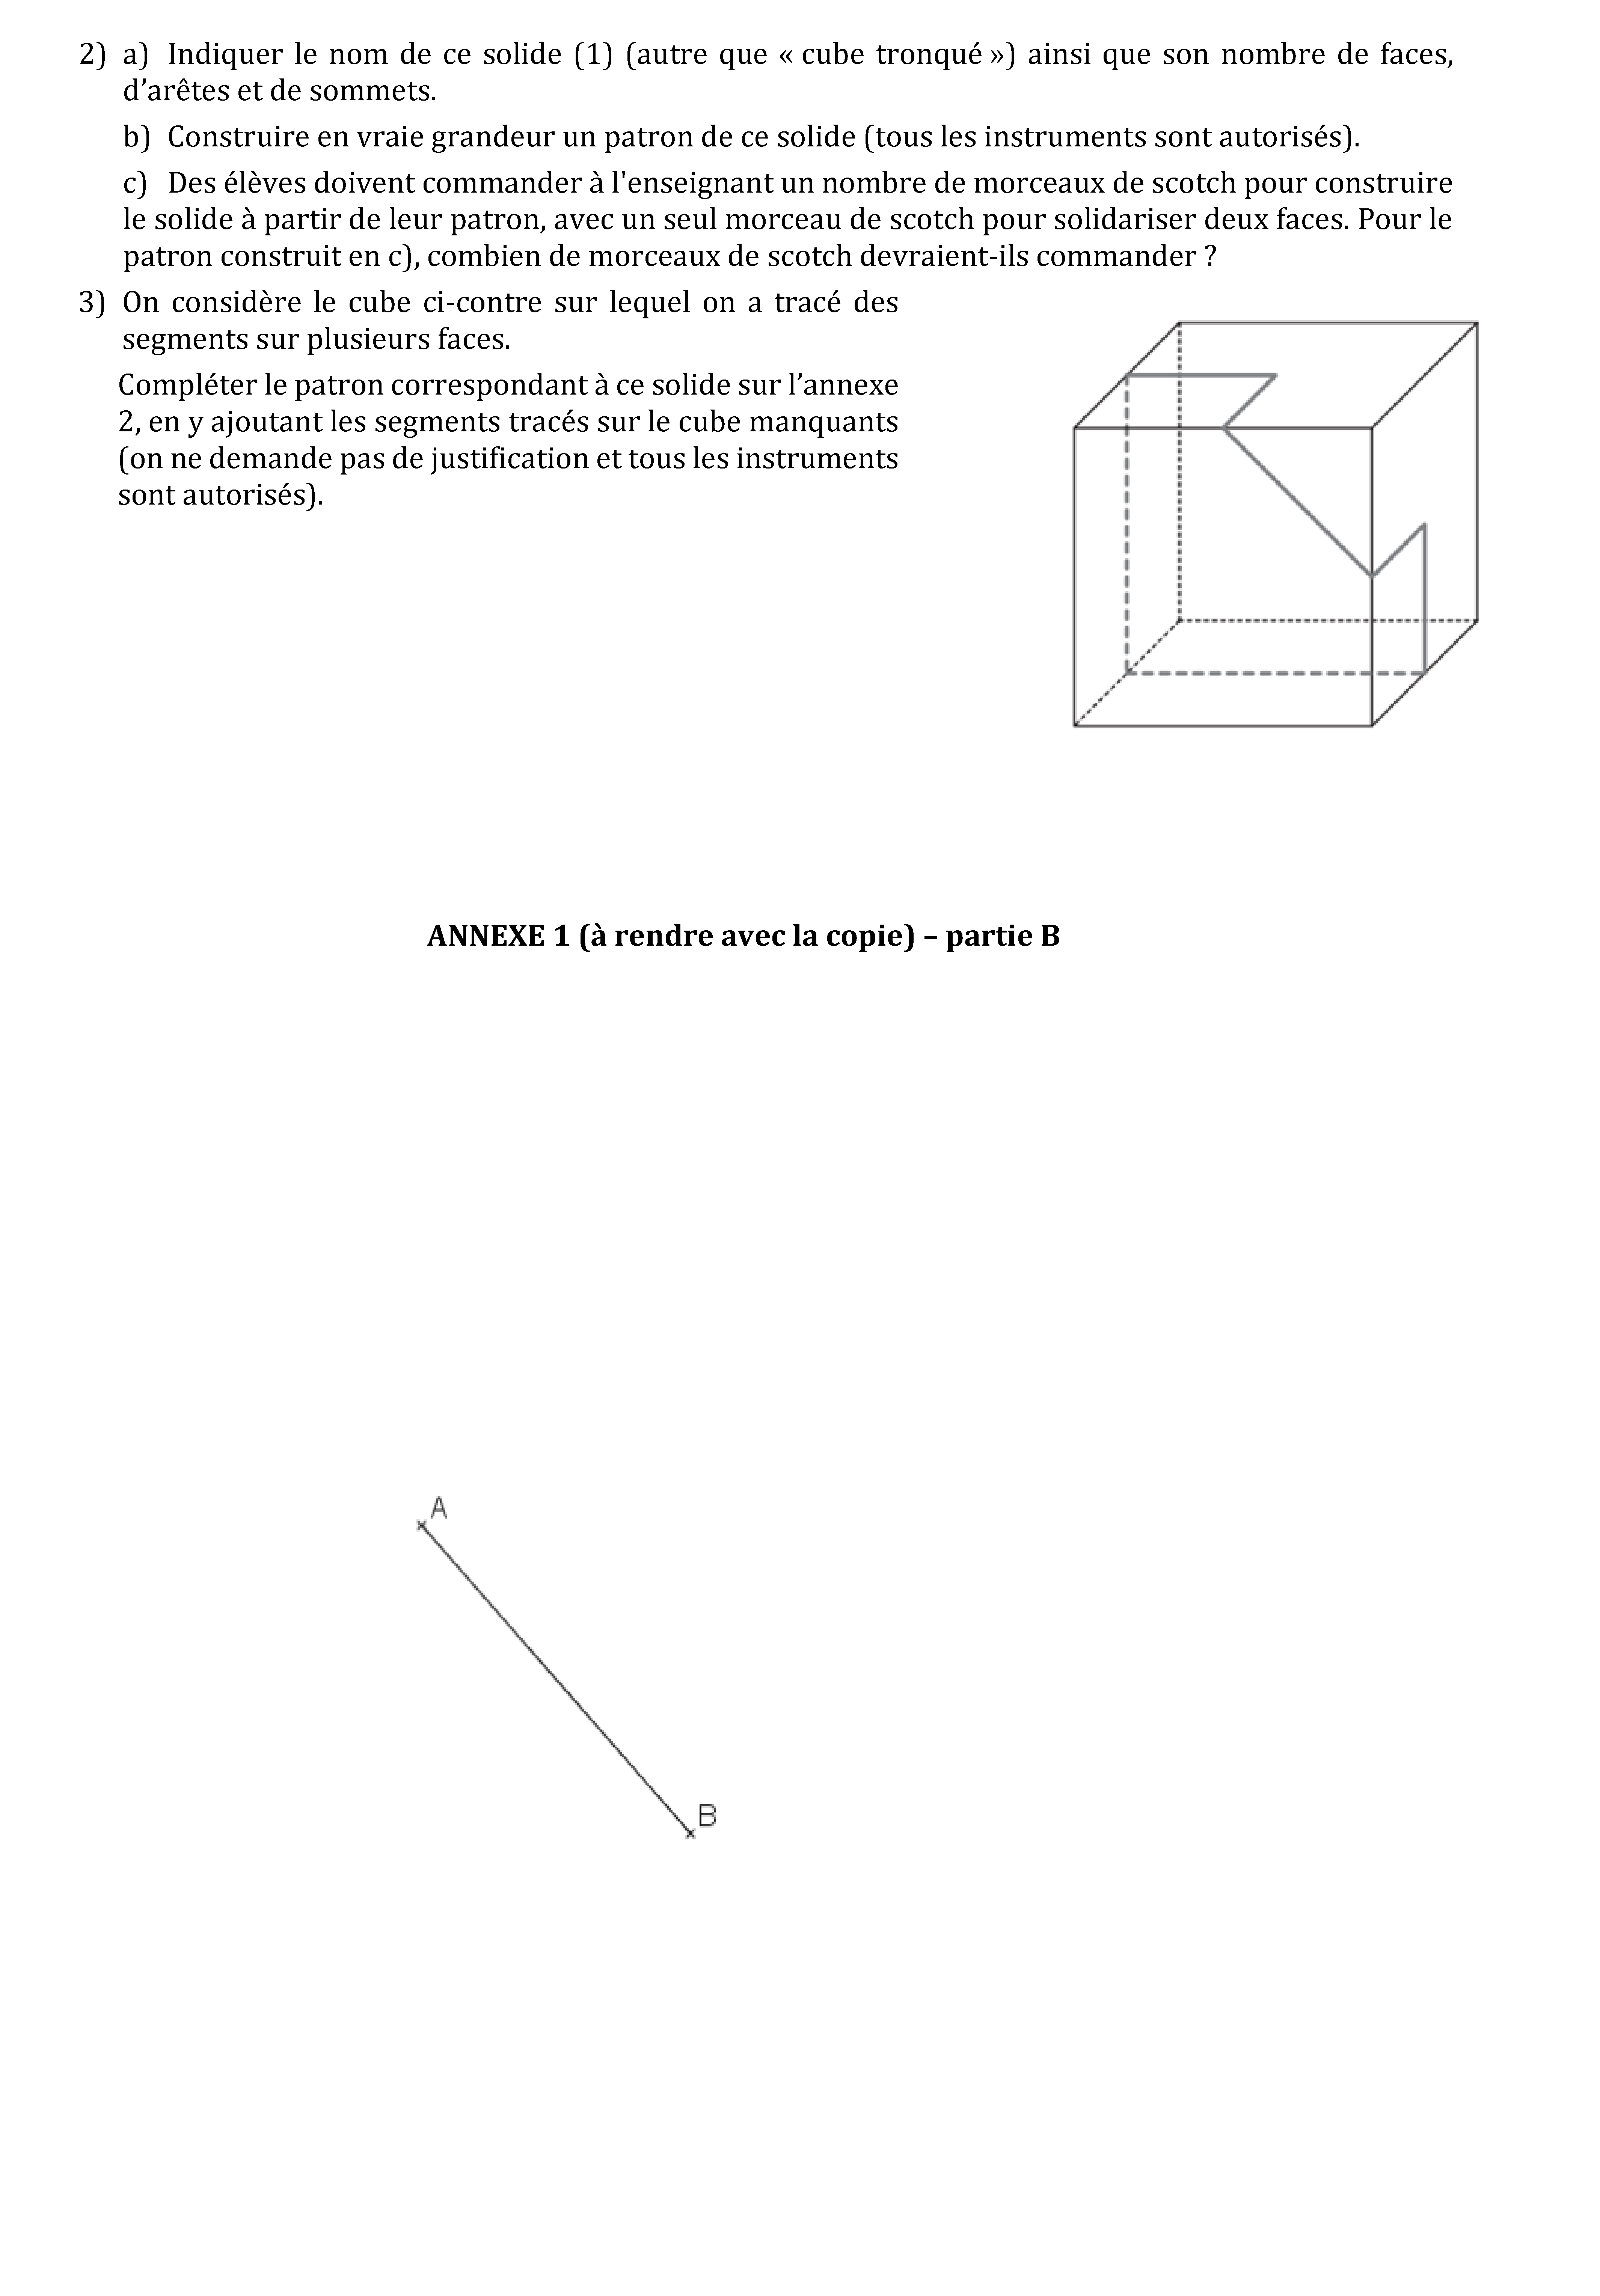 2) a) Indiquer le nom de ce solide (1) (autre que « cube tronqué ») ainsi que son nombre de faces,
d’arêtes et de sommets.
b) Construire en vraie grandeur un patron de ce solide (tous les instruments sont autorisés).
c) Des élèves doivent commander à l'enseignant un nombre de morceaux de scotch pour construire
le solide à partir de leur patron, avec un seul morceau de scotch pour solidariser deux faces. Pour le
patron construit en c), combien de morceaux de scotch devraient-ils commander ?
3) On considère le cube ci-contre sur lequel on a tracé des
segments sur plusieurs faces.
Compléter le patron correspondant à ce solide sur l’annexe
2, en y ajoutant les segments tracés sur le cube manquants
(on ne demande pas de justification et tous les instruments
sont autorisés).
ANNEXE 1 (à rendre avec la copie) – partie B
A
B